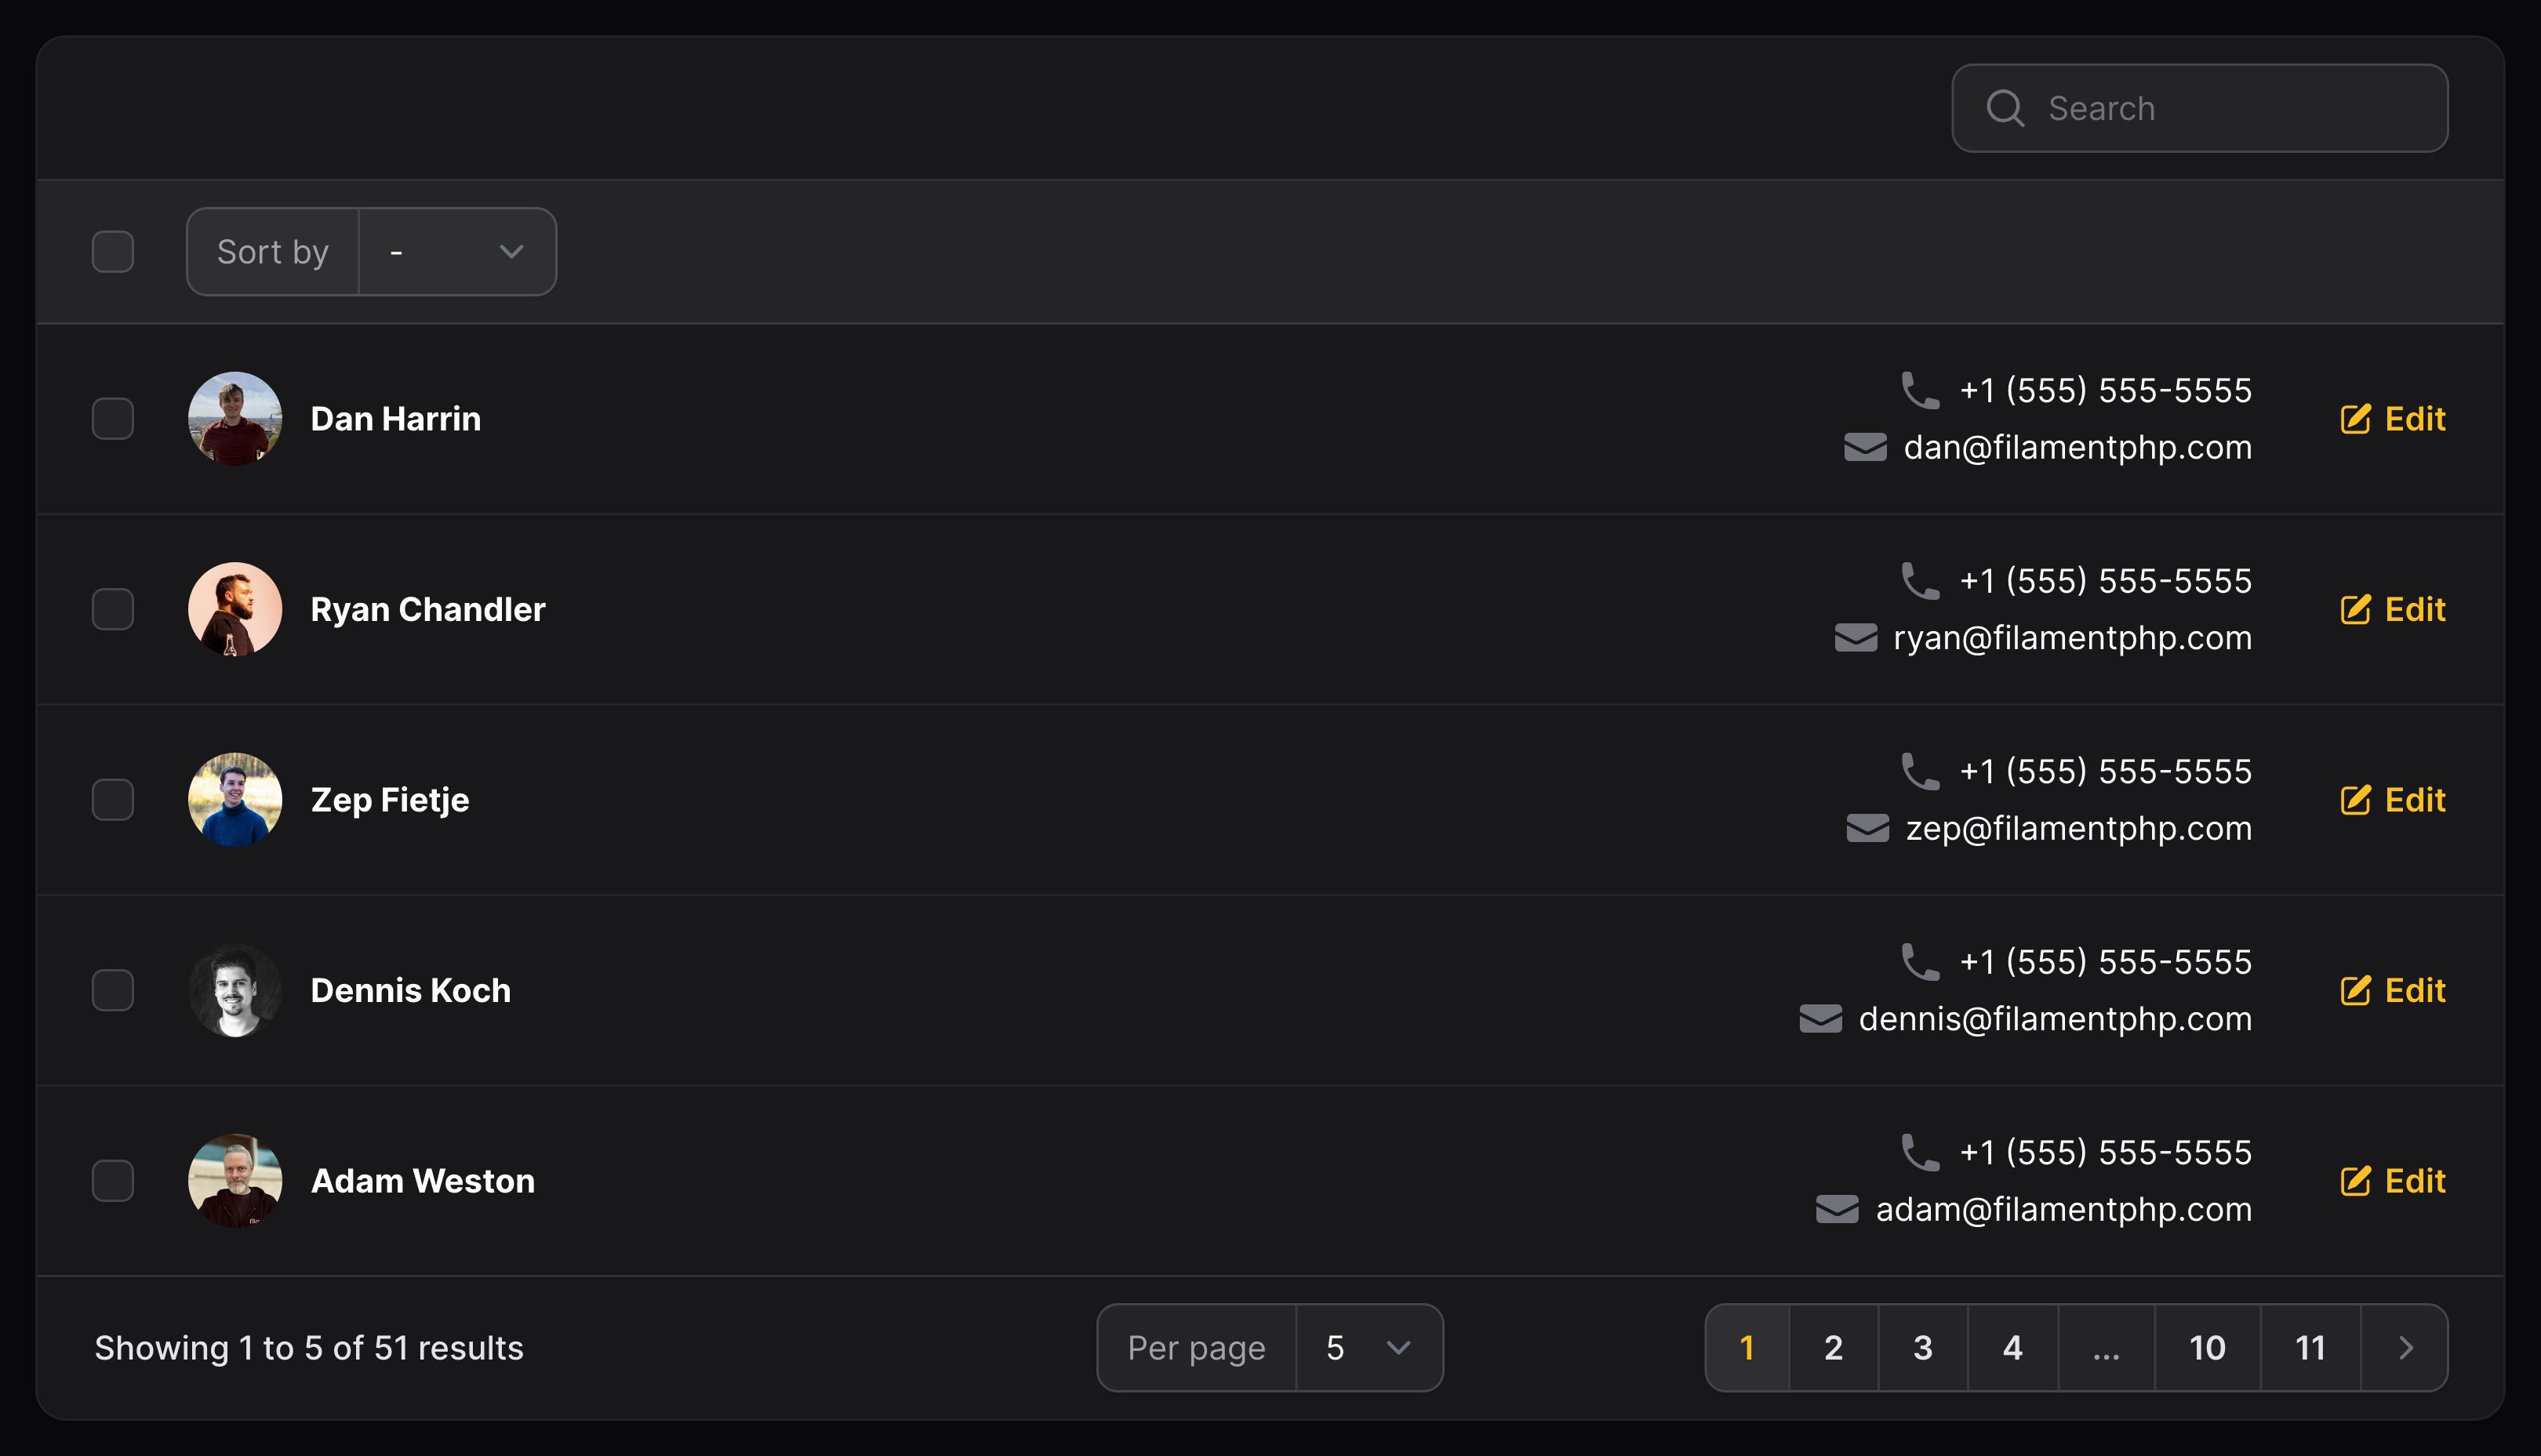 Search
Sort by -
Dan Harrin
+1 (555) 555-5555
dan@filamentphp.com
Edit
Ryan Chandler
+1 (555) 555-5555
ryan@filamentphp.com
Edit
Zep Fietje
+1 (555) 555-5555
zep@filamentphp.com
Edit
Dennis Koch
+1 (555) 555-5555
dennis@filamentphp.com
Edit
Adam Weston
+1 (555) 555-5555
adam@filamentphp.com
Edit
Showing 1 to 5 of 51 results
Per page 5
1 2 3 4 ... 10 11